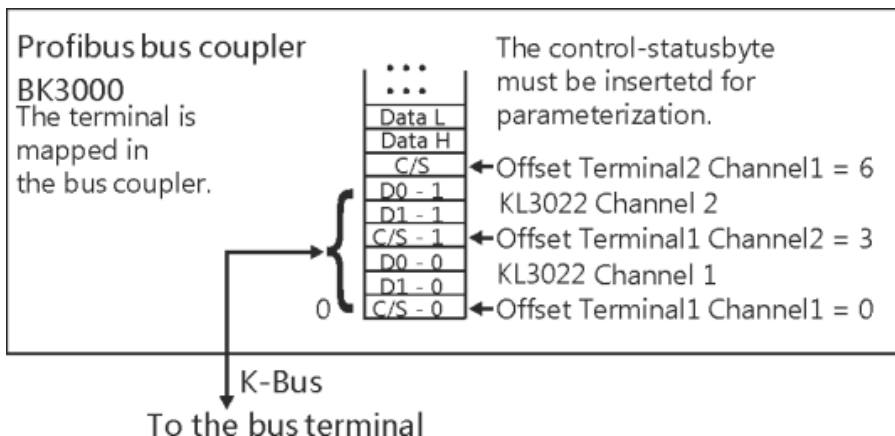 Profibus bus coupler
BK3000
The terminal is
mapped in
the bus coupler.
The control-statusbyte
must be insertetd for
parameterization.
Data L
Data H
C/S
D0 - 1
D1 - 1
C/S - 1
D0 - 0
D1 - 0
C/S - 0
0
Offset Terminal2 Channel1 = 6
KL3022 Channel 2
Offset Terminal1 Channel2 = 3
KL3022 Channel 1
Offset Terminal1 Channel1 = 0
K-Bus
To the bus terminal